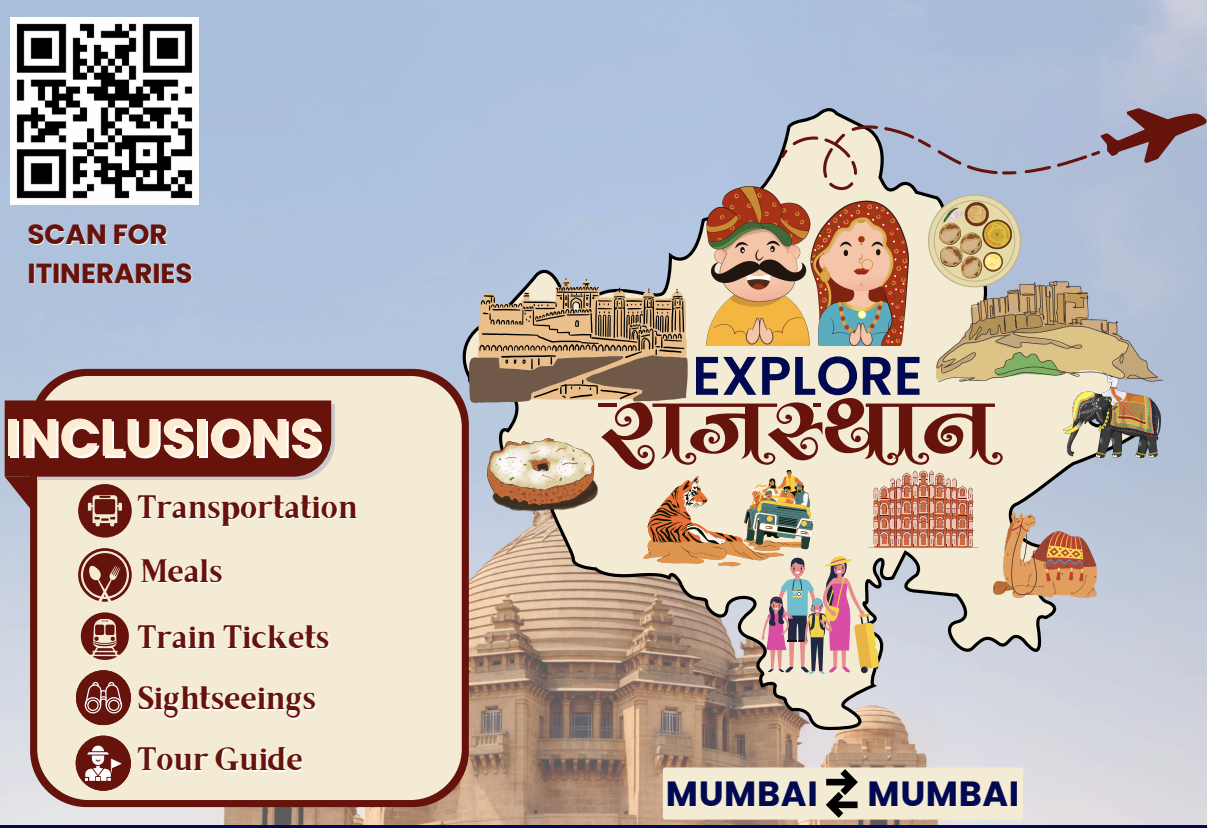 SCAN FOR
ITINERARIES
INCLUSIONS
Transportation
Meals
Train Tickets
Sightseeings
Tour Guide
EXPLORE
राजस्थान
MUMBAI MUMBAI